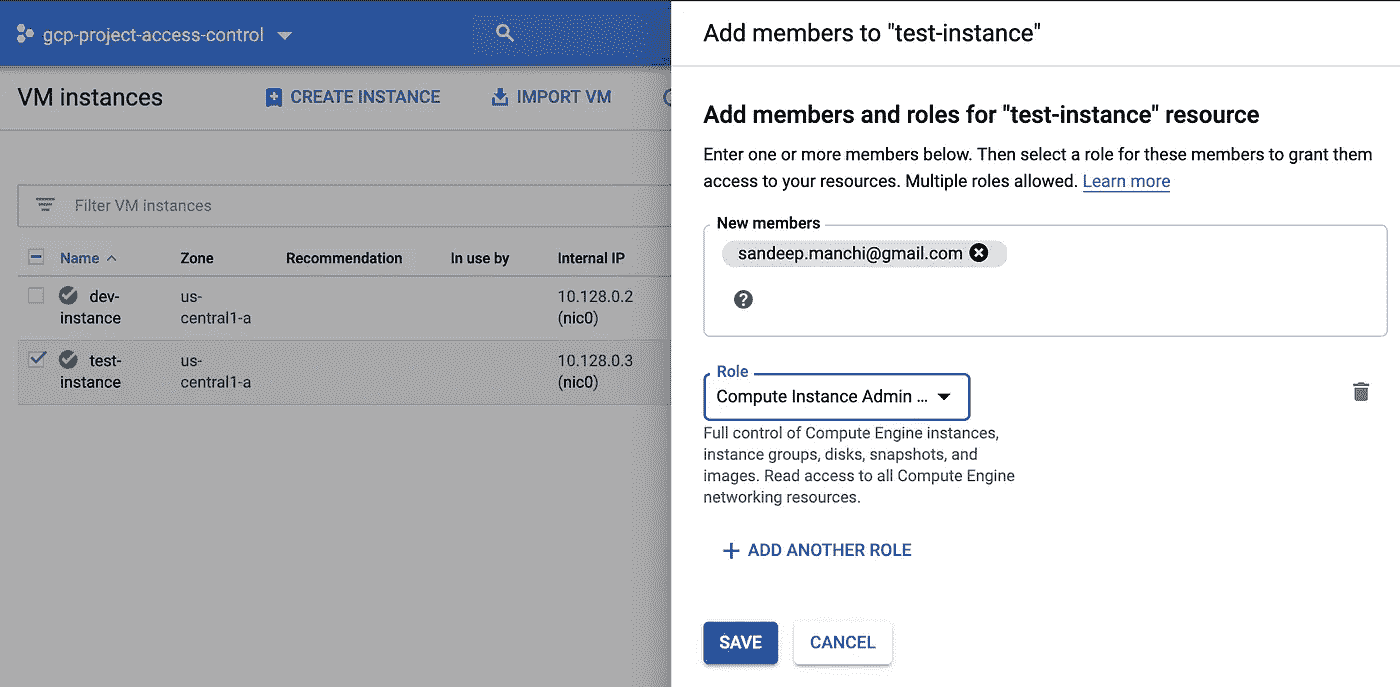 gcp-project-access-control
VM instances
CREATE INSTANCE
IMPORT VM
Filter VM instances
Name
Zone
Recommendation
In use by
Internal IP
dev-
instance
us-
central1-a
10.128.0.2
(nic0)
test-
instance
us-
central1-a
10.128.0.3
(nic0)
Add members to "test-instance"
Add members and roles for "test-instance" resource
Enter one or more members below. Then select a role for these members to grant them
access to your resources. Multiple roles allowed. Learn more
New members
sandeep.manchi@gmail.com
Role
Compute Instance Admin ...
Full control of Compute Engine instances,
instance groups, disks, snapshots, and
images. Read access to all Compute Engine
networking resources.
ADD ANOTHER ROLE
SAVE
CANCEL